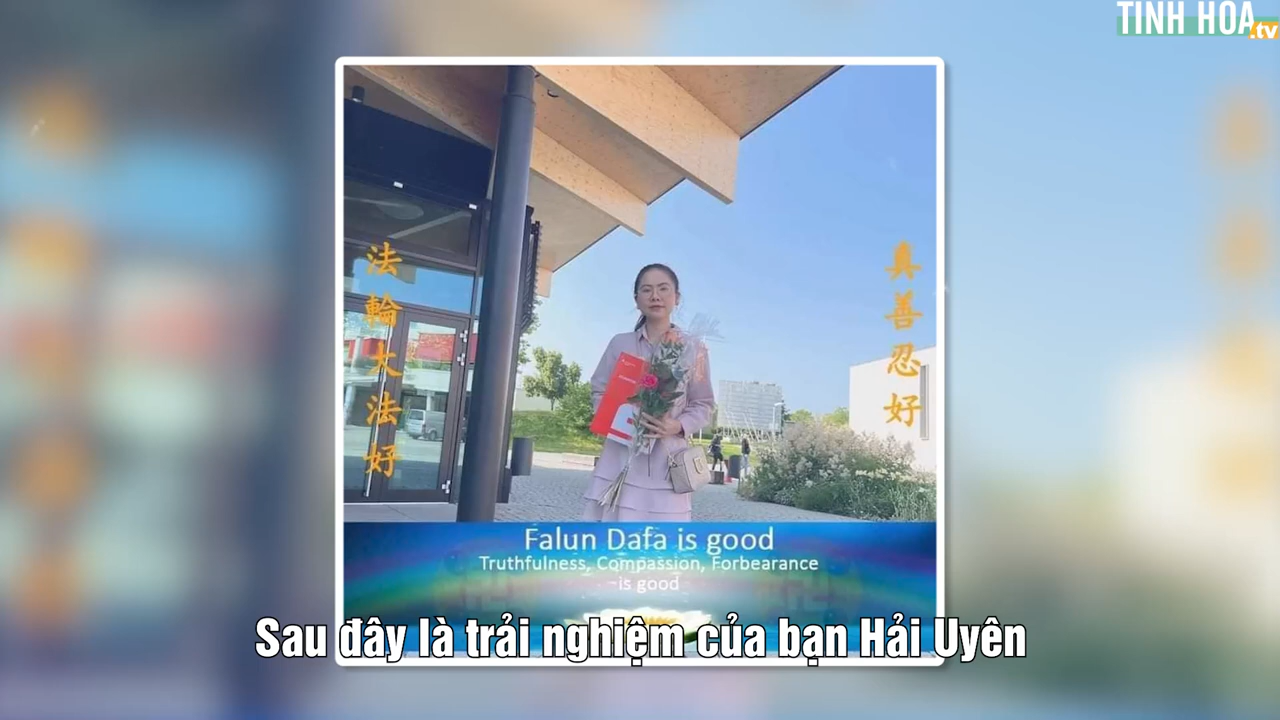 TINH HOA
.tv
法輪大法好
真善忍好
Falun Dafa is good
Truthfulness, Compassion, Forbearance
is good
Sau đây là trải nghiệm của bạn Hải Uyên